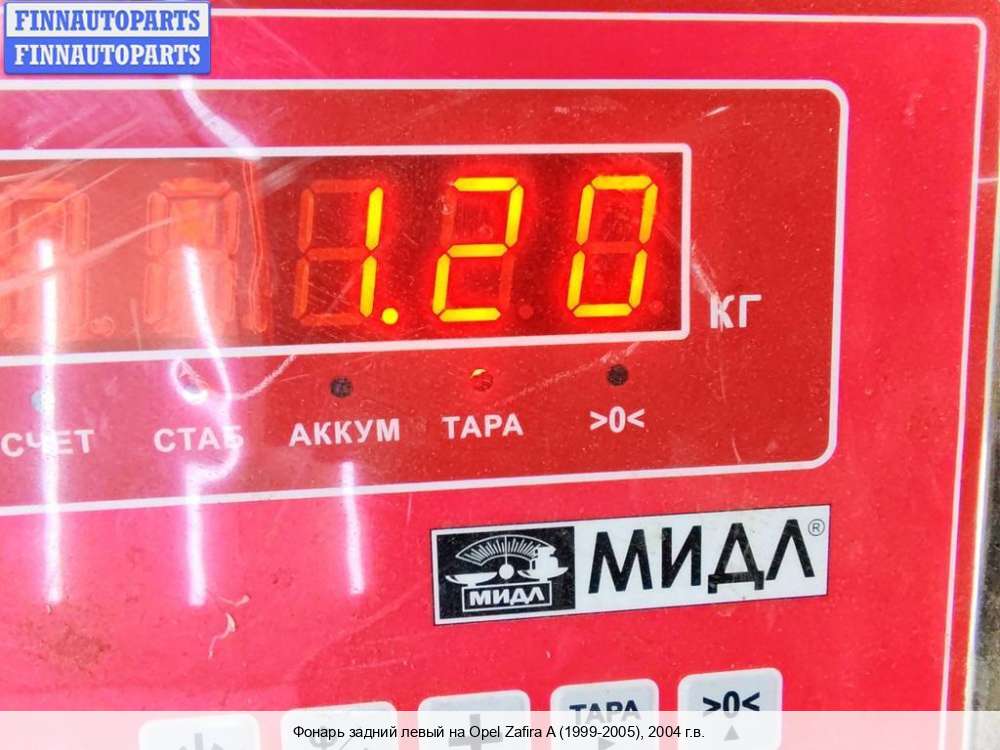 FINNAUTOPARTS
FINNAUTOPARTS
1.20
КГ
СЧЕТ СТАБ АККУМ ТАРА >0<
МИДЛ МИДЛ®
ТАРА >0<
Фонарь задний левый на Opel Zafira A (1999-2005), 2004 г.в.